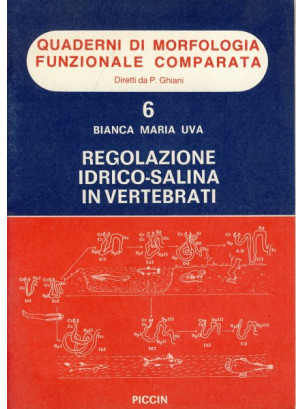 QUADERNI DI MORFOLOGIA
FUNZIONALE COMPARATA
Diretti da P. Ghiani
6
BIANCA MARIA UVA
REGOLAZIONE
IDRICO-SALINA
IN VERTEBRATI
PICCIN